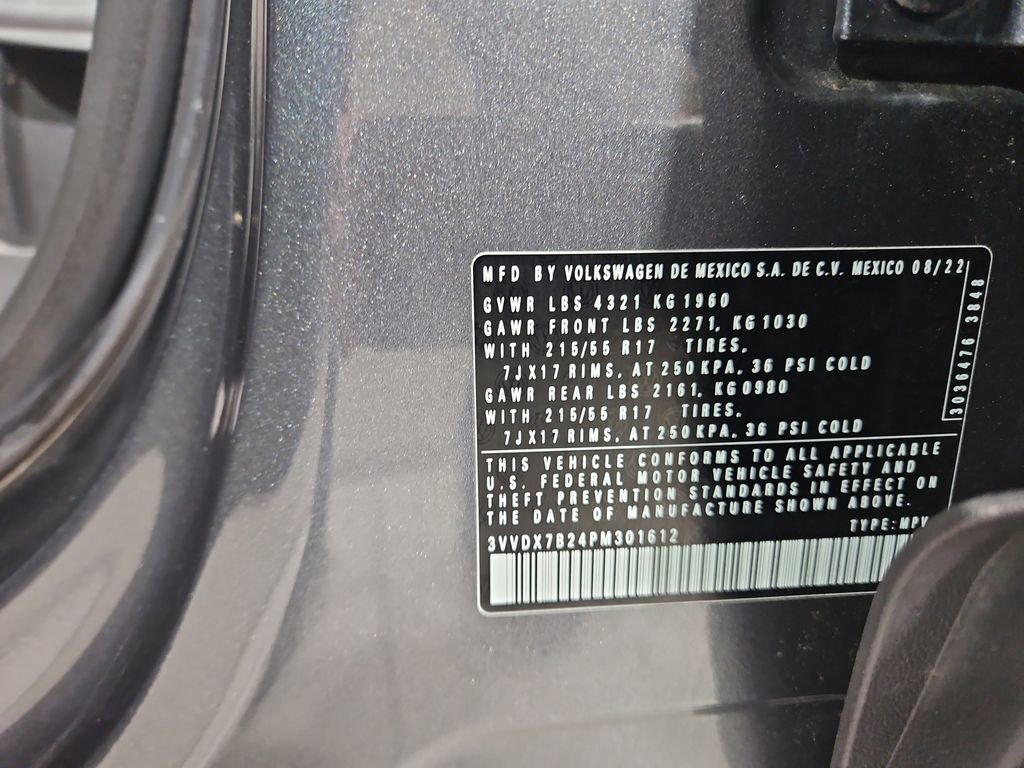 MFD BY VOLKSWAGEN DE MEXICO S.A. DE C.V. MEXICO 08/22
GVWR LBS 4321 KG 1960
GAWR FRONT LBS 2271, KG 1030
WITH 215/55 R17 TIRES,
7JX17 RIMS, AT 250 KPA, 36 PSI COLD
GAWR REAR LBS 2161, KG 0980
WITH 215/55 R17 TIRES,
7JX17 RIMS, AT 250 KPA, 36 PSI COLD
3036476 3848
THIS VEHICLE CONFORMS TO ALL APPLICABLE
U.S. FEDERAL MOTOR VEHICLE SAFETY AND
THEFT PREVENTION STANDARDS IN EFFECT ON
THE DATE OF MANUFACTURE SHOWN ABOVE.
TYPE: MPV
3VVDX7B24PM301612